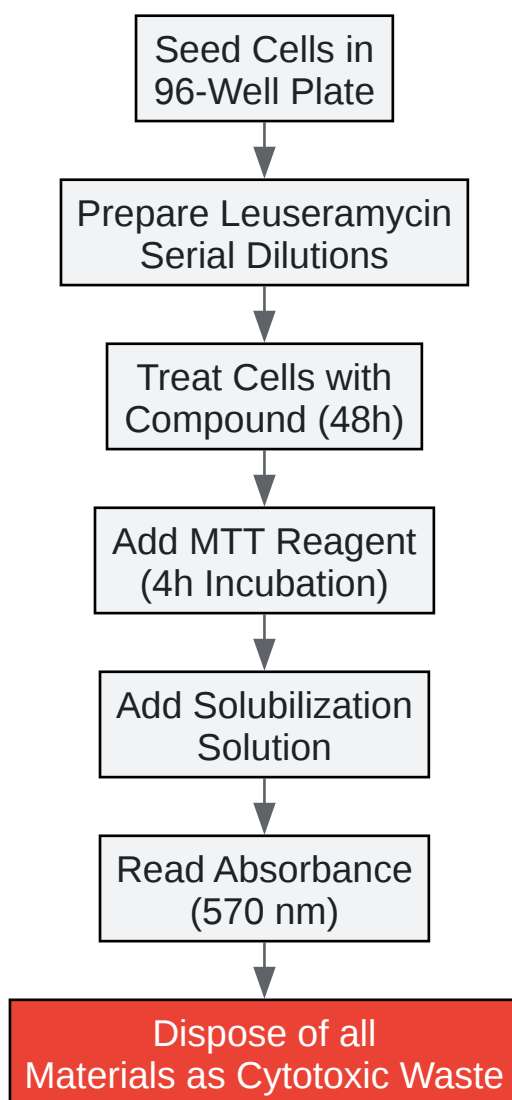 Seed Cells in
96-Well Plate
Prepare Leuseramycin
Serial Dilutions
Treat Cells with
Compound (48h)
Add MTT Reagent
(4h Incubation)
Add Solubilization
Solution
Read Absorbance
(570 nm)
Dispose of all
Materials as Cytotoxic Waste